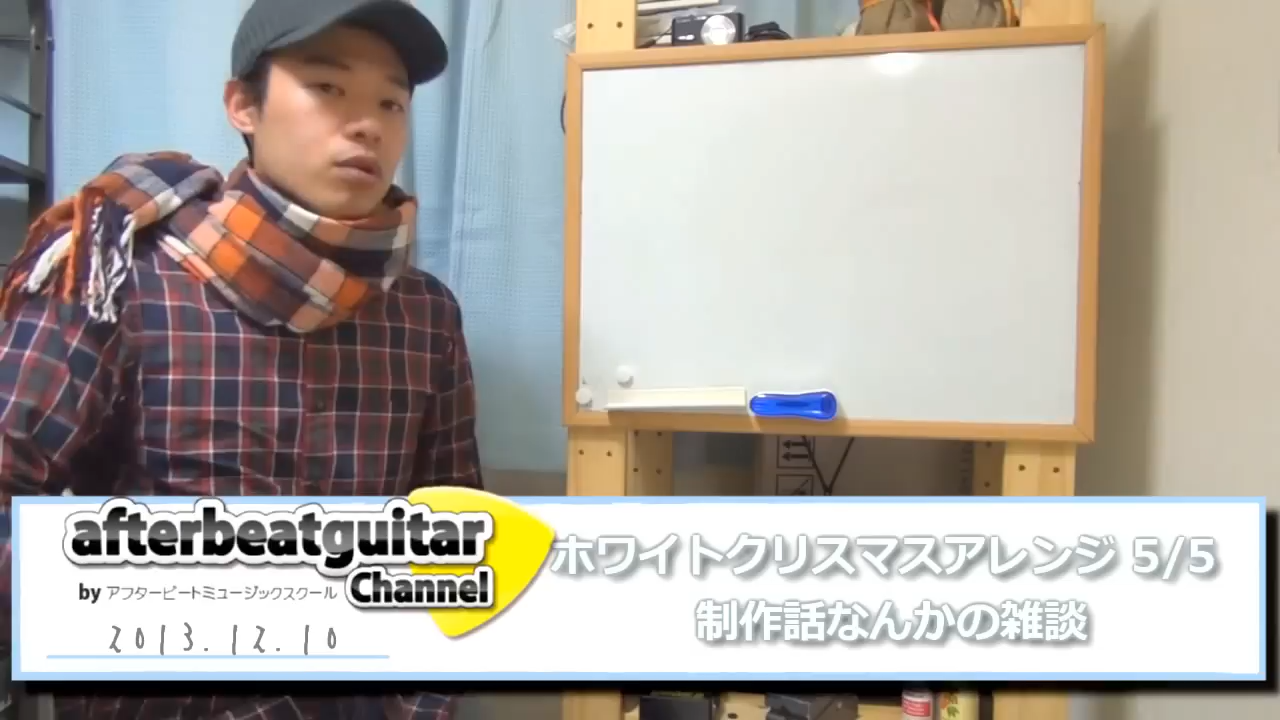 afterbeatguitar
Channel
by アフタービートミュージックスクール
2013.12.10
ホワイトクリスマスアレンジ 5/5
制作話なんかの雑談